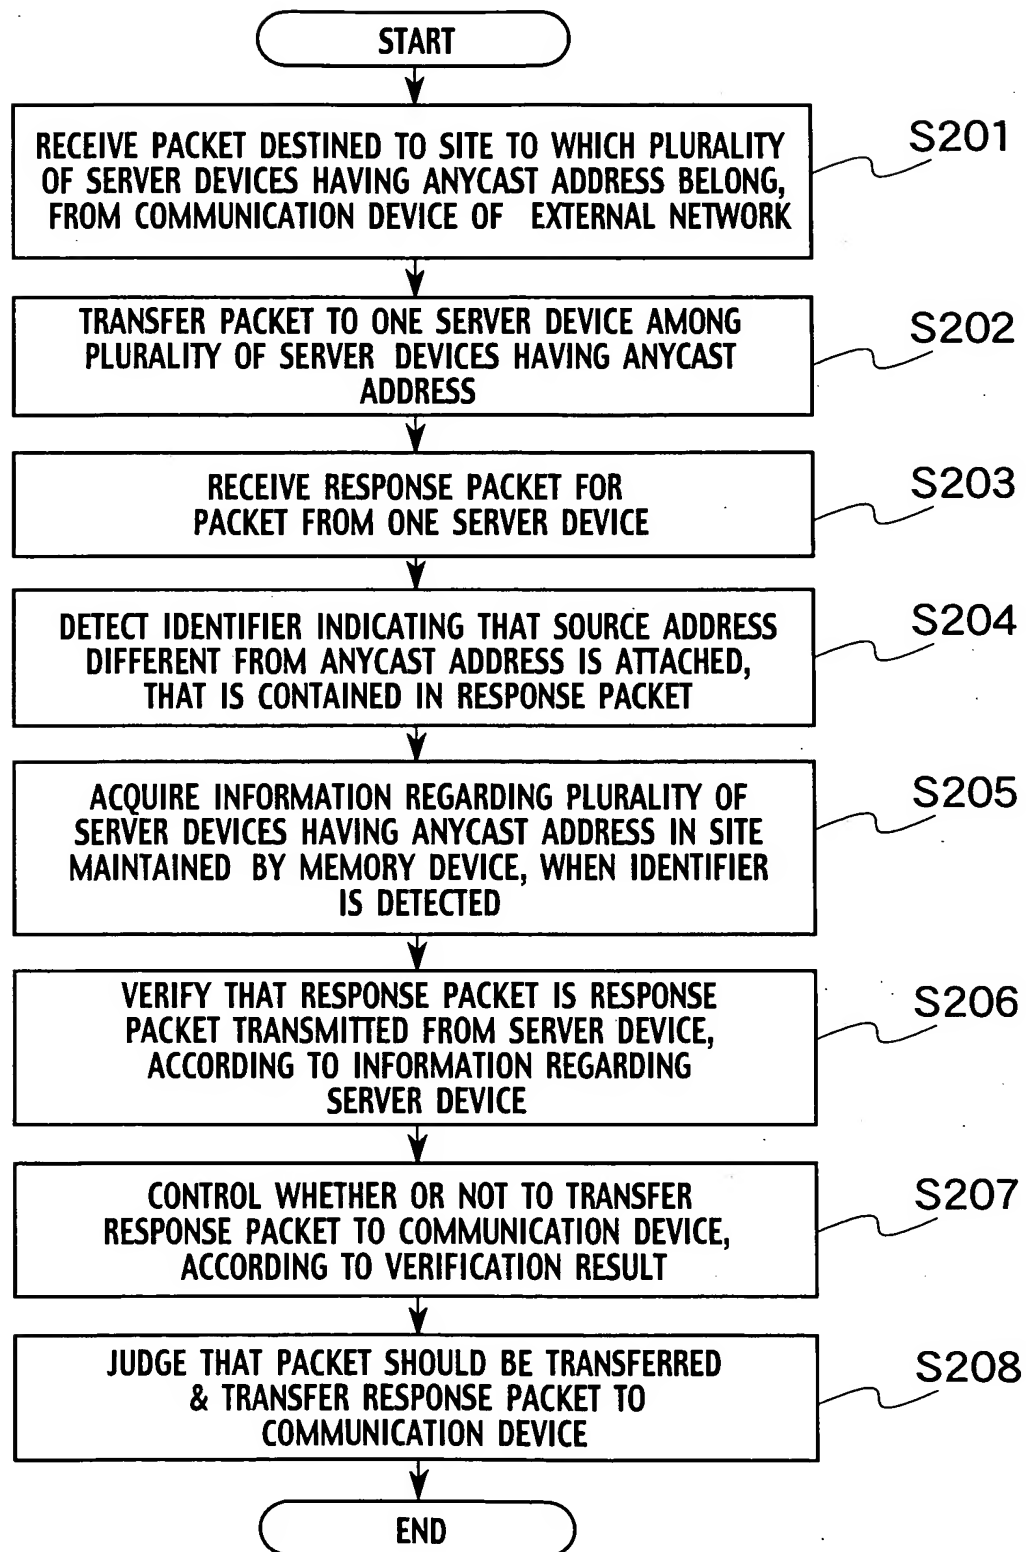 START
RECEIVE PACKET DESTINED TO SITE TO WHICH PLURALITY
OF SERVER DEVICES HAVING ANYCAST ADDRESS BELONG,
FROM COMMUNICATION DEVICE OF EXTERNAL NETWORK
S201
TRANSFER PACKET TO ONE SERVER DEVICE AMONG
PLURALITY OF SERVER DEVICES HAVING ANYCAST
ADDRESS
S202
RECEIVE RESPONSE PACKET FOR
PACKET FROM ONE SERVER DEVICE
S203
DETECT IDENTIFIER INDICATING THAT SOURCE ADDRESS
DIFFERENT FROM ANYCAST ADDRESS IS ATTACHED,
THAT IS CONTAINED IN RESPONSE PACKET
S204
ACQUIRE INFORMATION REGARDING PLURALITY OF
SERVER DEVICES HAVING ANYCAST ADDRESS IN SITE
MAINTAINED BY MEMORY DEVICE, WHEN IDENTIFIER
IS DETECTED
S205
VERIFY THAT RESPONSE PACKET IS RESPONSE
PACKET TRANSMITTED FROM SERVER DEVICE,
ACCORDING TO INFORMATION REGARDING
SERVER DEVICE
S206
CONTROL WHETHER OR NOT TO TRANSFER
RESPONSE PACKET TO COMMUNICATION DEVICE,
ACCORDING TO VERIFICATION RESULT
S207
JUDGE THAT PACKET SHOULD BE TRANSFERRED
& TRANSFER RESPONSE PACKET TO
COMMUNICATION DEVICE
S208
END